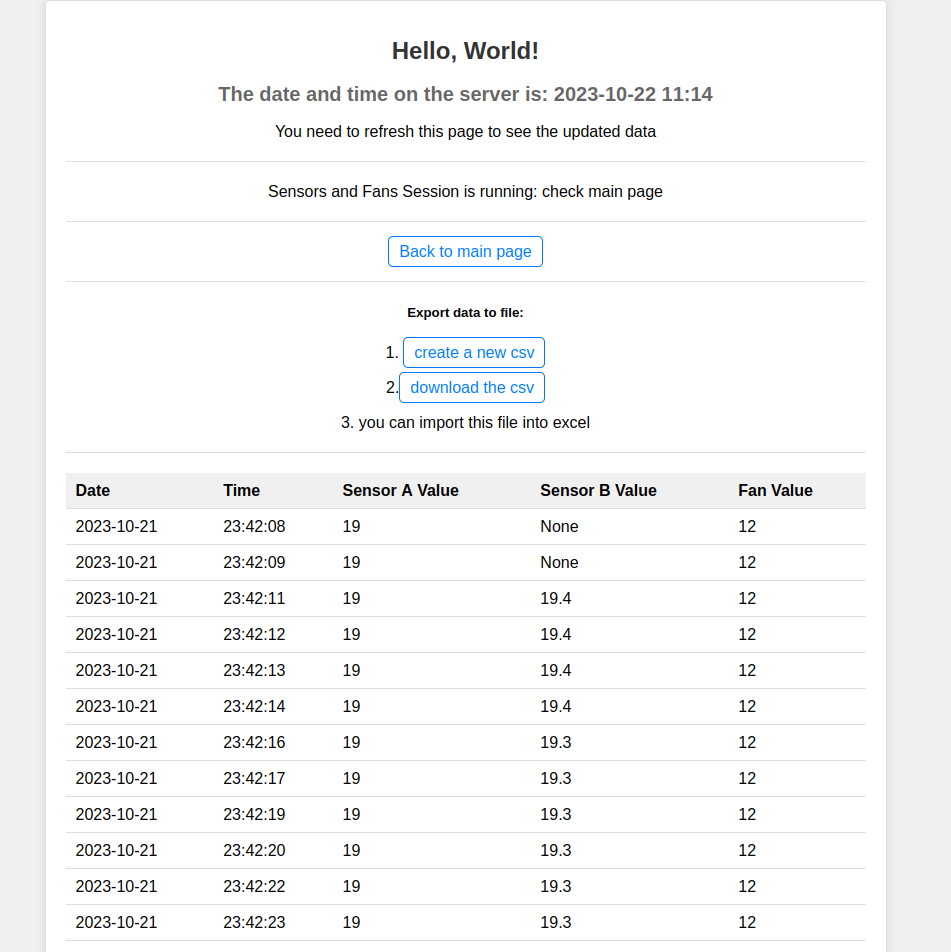 Hello, World!
The date and time on the server is: 2023-10-22 11:14
You need to refresh this page to see the updated data
Sensors and Fans Session is running: check main page
Back to main page
Export data to file:
1. create a new csv
2. download the csv
3. you can import this file into excel
Date Time Sensor A Value Sensor B Value Fan Value
2023-10-21 23:42:08 19 None 12
2023-10-21 23:42:09 19 None 12
2023-10-21 23:42:11 19 19.4 12
2023-10-21 23:42:12 19 19.4 12
2023-10-21 23:42:13 19 19.4 12
2023-10-21 23:42:14 19 19.4 12
2023-10-21 23:42:16 19 19.3 12
2023-10-21 23:42:17 19 19.3 12
2023-10-21 23:42:19 19 19.3 12
2023-10-21 23:42:20 19 19.3 12
2023-10-21 23:42:22 19 19.3 12
2023-10-21 23:42:23 19 19.3 12